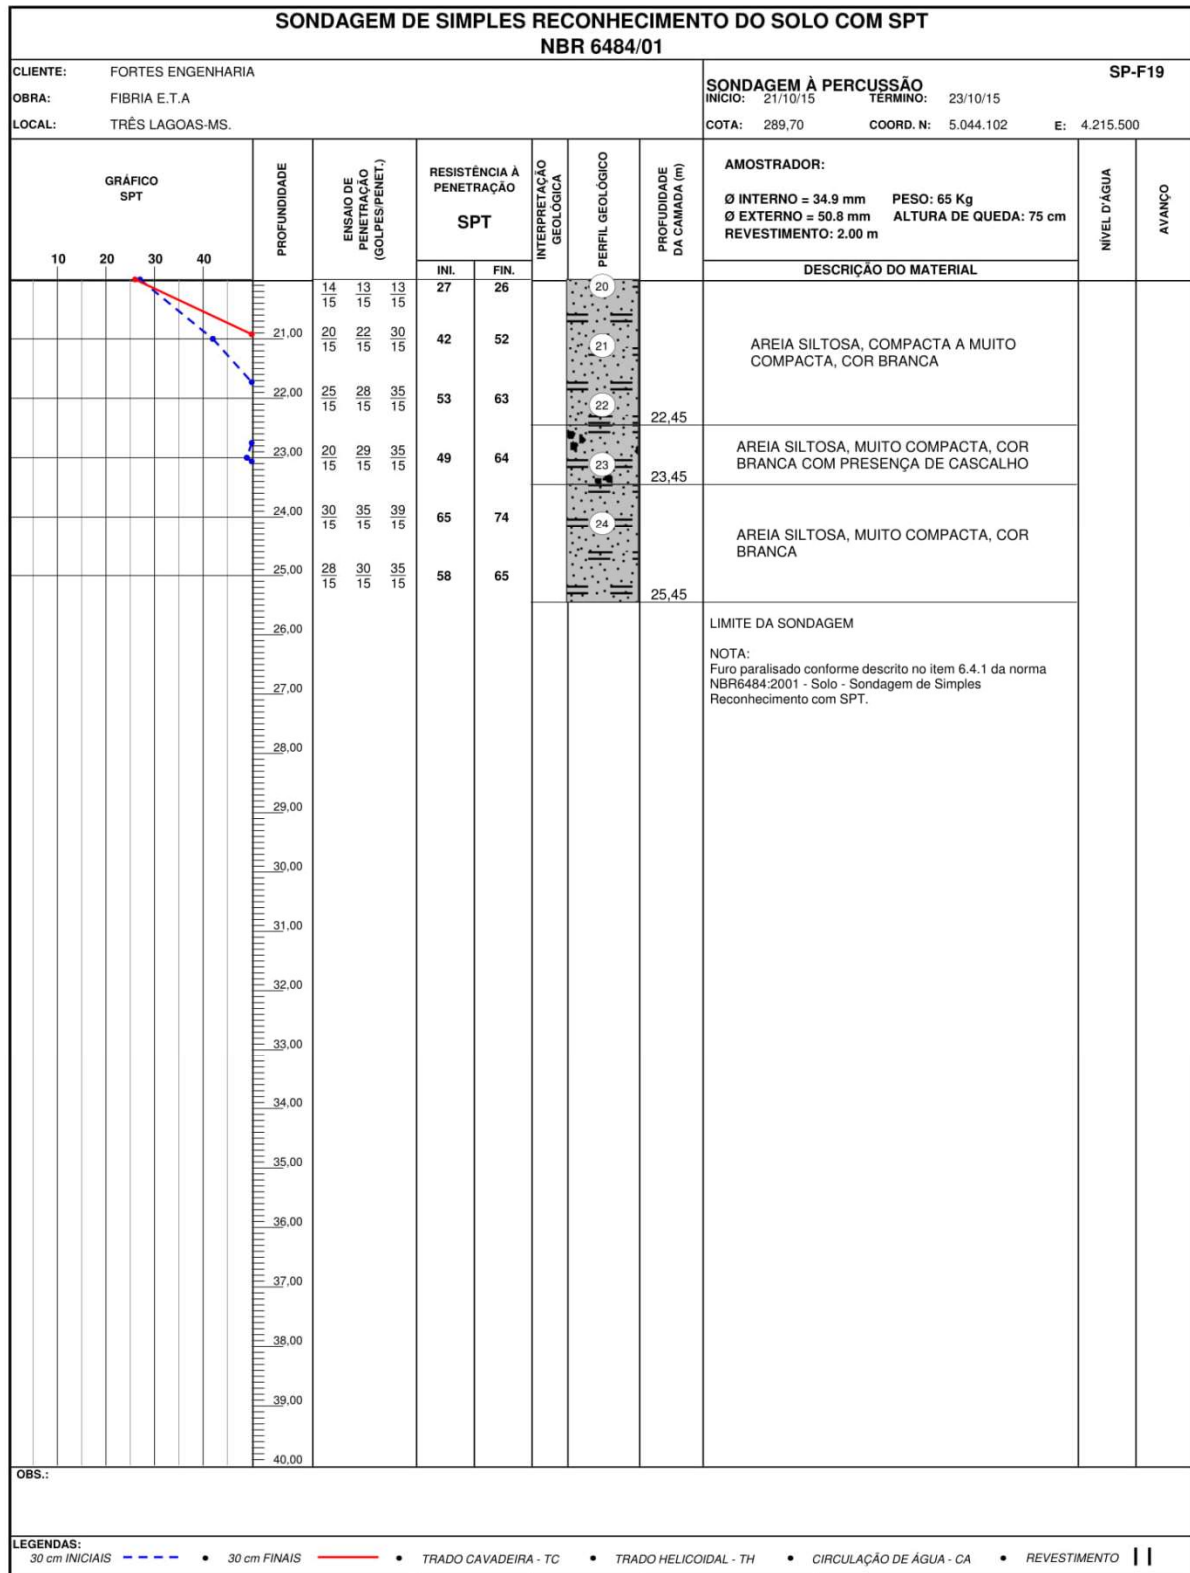 SONDAGEM DE SIMPLES RECONHECIMENTO DO SOLO COM SPT
NBR 6484/01
CLIENTE: FORTES ENGENHARIA
OBRA: FIBRIA E.T.A
LOCAL: TRÊS LAGOAS-MS.
SP-F19
SONDAGEM À PERCUSSÃO
INÍCIO: 21/10/15 TÉRMINO: 23/10/15
COTA: 289,70 COORD. N: 5.044.102 E: 4.215.500
GRÁFICO
SPT
10 20 30 40
PROFUNDIDADE
ENSAIO DE
PENETRAÇÃO
(GOLPES/PENET.)
RESISTÊNCIA À
PENETRAÇÃO
SPT
INI. FIN.
INTERPRETAÇÃO
GEOLÓGICA
PERFIL GEOLÓGICO
PROFUDIDADE
DA CAMADA (m)
AMOSTRADOR:
Ø INTERNO = 34.9 mm PESO: 65 Kg
Ø EXTERNO = 50.8 mm ALTURA DE QUEDA: 75 cm
REVESTIMENTO: 2.00 m
DESCRIÇÃO DO MATERIAL
NÍVEL D'ÁGUA
AVANÇO
14 13 13 27 26 20
15 15 15
21,00 20 22 30 42 52 21
15 15 15
AREIA SILTOSA, COMPACTA A MUITO
COMPACTA, COR BRANCA
22,00 25 28 35 53 63 22
15 15 15
22,45
23,00 20 29 35 49 64 23
15 15 15
AREIA SILTOSA, MUITO COMPACTA, COR
BRANCA COM PRESENÇA DE CASCALHO
23,45
24,00 30 35 39 65 74 24
15 15 15
AREIA SILTOSA, MUITO COMPACTA, COR
BRANCA
25,00 28 30 35 58 65
15 15 15
25,45
LIMITE DA SONDAGEM
NOTA:
Furo paralisado conforme descrito no item 6.4.1 da norma
NBR6484:2001 - Solo - Sondagem de Simples
Reconhecimento com SPT.
26,00
27,00
28,00
29,00
30,00
31,00
32,00
33,00
34,00
35,00
36,00
37,00
38,00
39,00
40,00
OBS.:
LEGENDAS:
30 cm INICIAIS • 30 cm FINAIS • TRADO CAVADEIRA - TC • TRADO HELICOIDAL - TH • CIRCULAÇÃO DE ÁGUA - CA • REVESTIMENTO